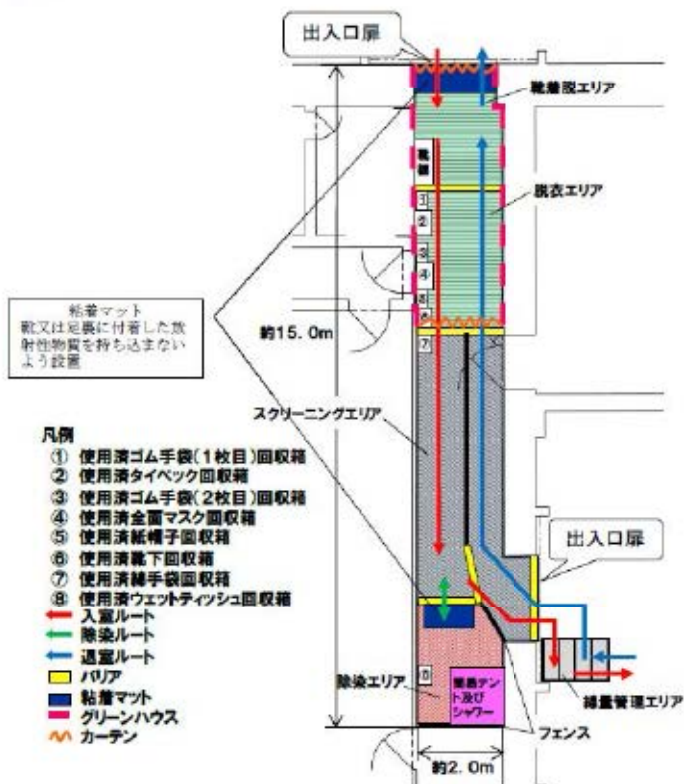 出入口扉
靴着脱エリア
靴棚
脱衣エリア
①
②
③
④
⑤
⑥
⑦
粘着マット
靴又は足裏に付着した放
射性物質を持ち込まない
よう設置
約15.0m
スクリーニングエリア
凡例
① 使用済ゴム手袋(1枚目)回収箱
② 使用済タイベック回収箱
③ 使用済ゴム手袋(2枚目)回収箱
④ 使用済全面マスク回収箱
⑤ 使用済紙帽子回収箱
⑥ 使用済靴下回収箱
⑦ 使用済綿手袋回収箱
⑧ 使用済ウェットティッシュ回収箱
入室ルート
除染ルート
退室ルート
バリア
粘着マット
グリーンハウス
カーテン
出入口扉
除染エリア
⑧
簡易テン
ト及び
シャワー
線量管理エリア
フェンス
約2.0m